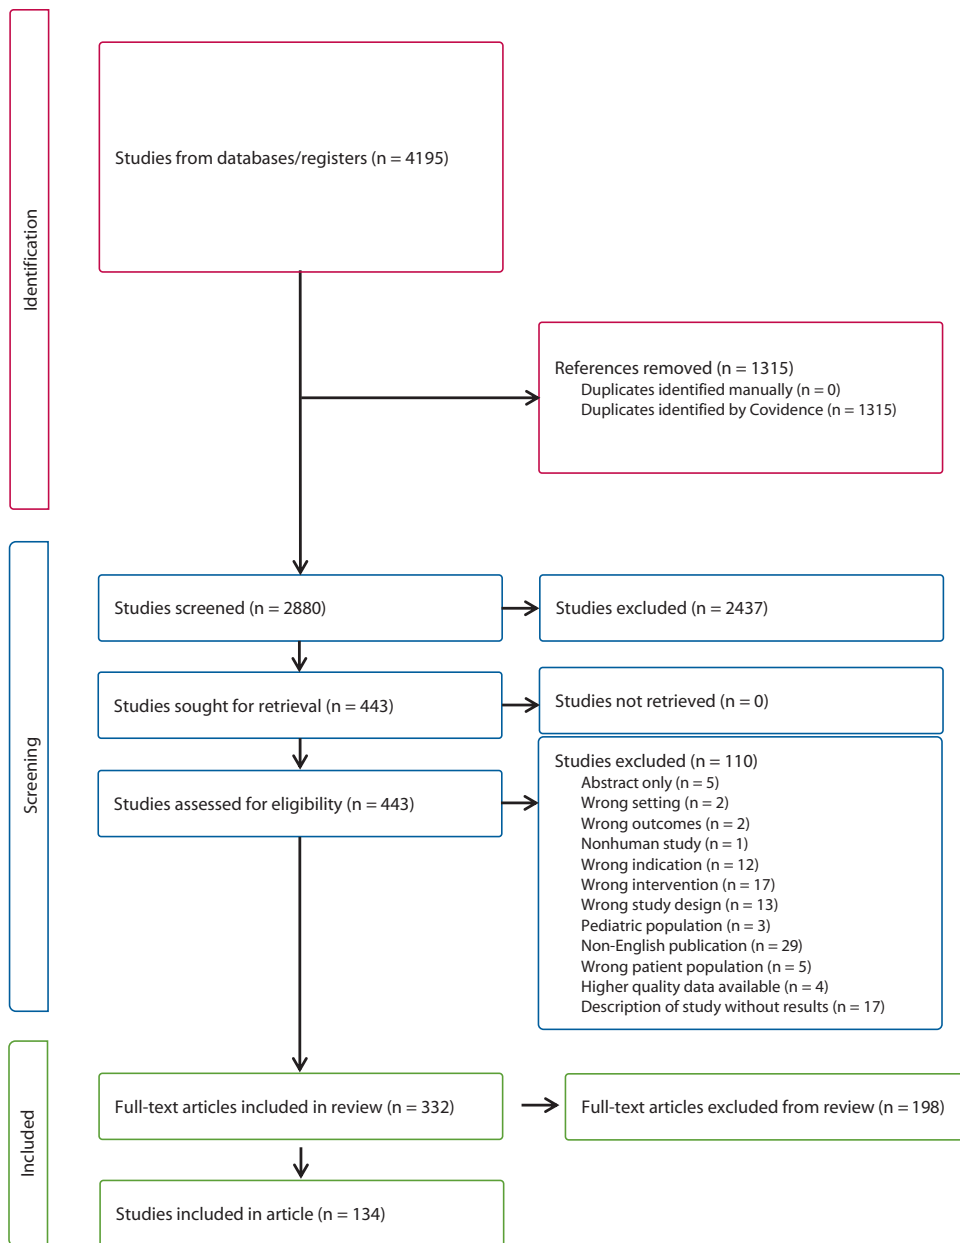 Identification
Studies from databases/registers (n = 4195)
References removed (n = 1315)
Duplicates identified manually (n = 0)
Duplicates identified by Covidence (n = 1315)
Screening
Studies screened (n = 2880)
Studies excluded (n = 2437)
Studies sought for retrieval (n = 443)
Studies not retrieved (n = 0)
Studies assessed for eligibility (n = 443)
Studies excluded (n = 110)
Abstract only (n = 5)
Wrong setting (n = 2)
Wrong outcomes (n = 2)
Nonhuman study (n = 1)
Wrong indication (n = 12)
Wrong intervention (n = 17)
Wrong study design (n = 13)
Pediatric population (n = 3)
Non-English publication (n = 29)
Wrong patient population (n = 5)
Higher quality data available (n = 4)
Description of study without results (n = 17)
Included
Full-text articles included in review (n = 332)
Full-text articles excluded from review (n = 198)
Studies included in article (n = 134)